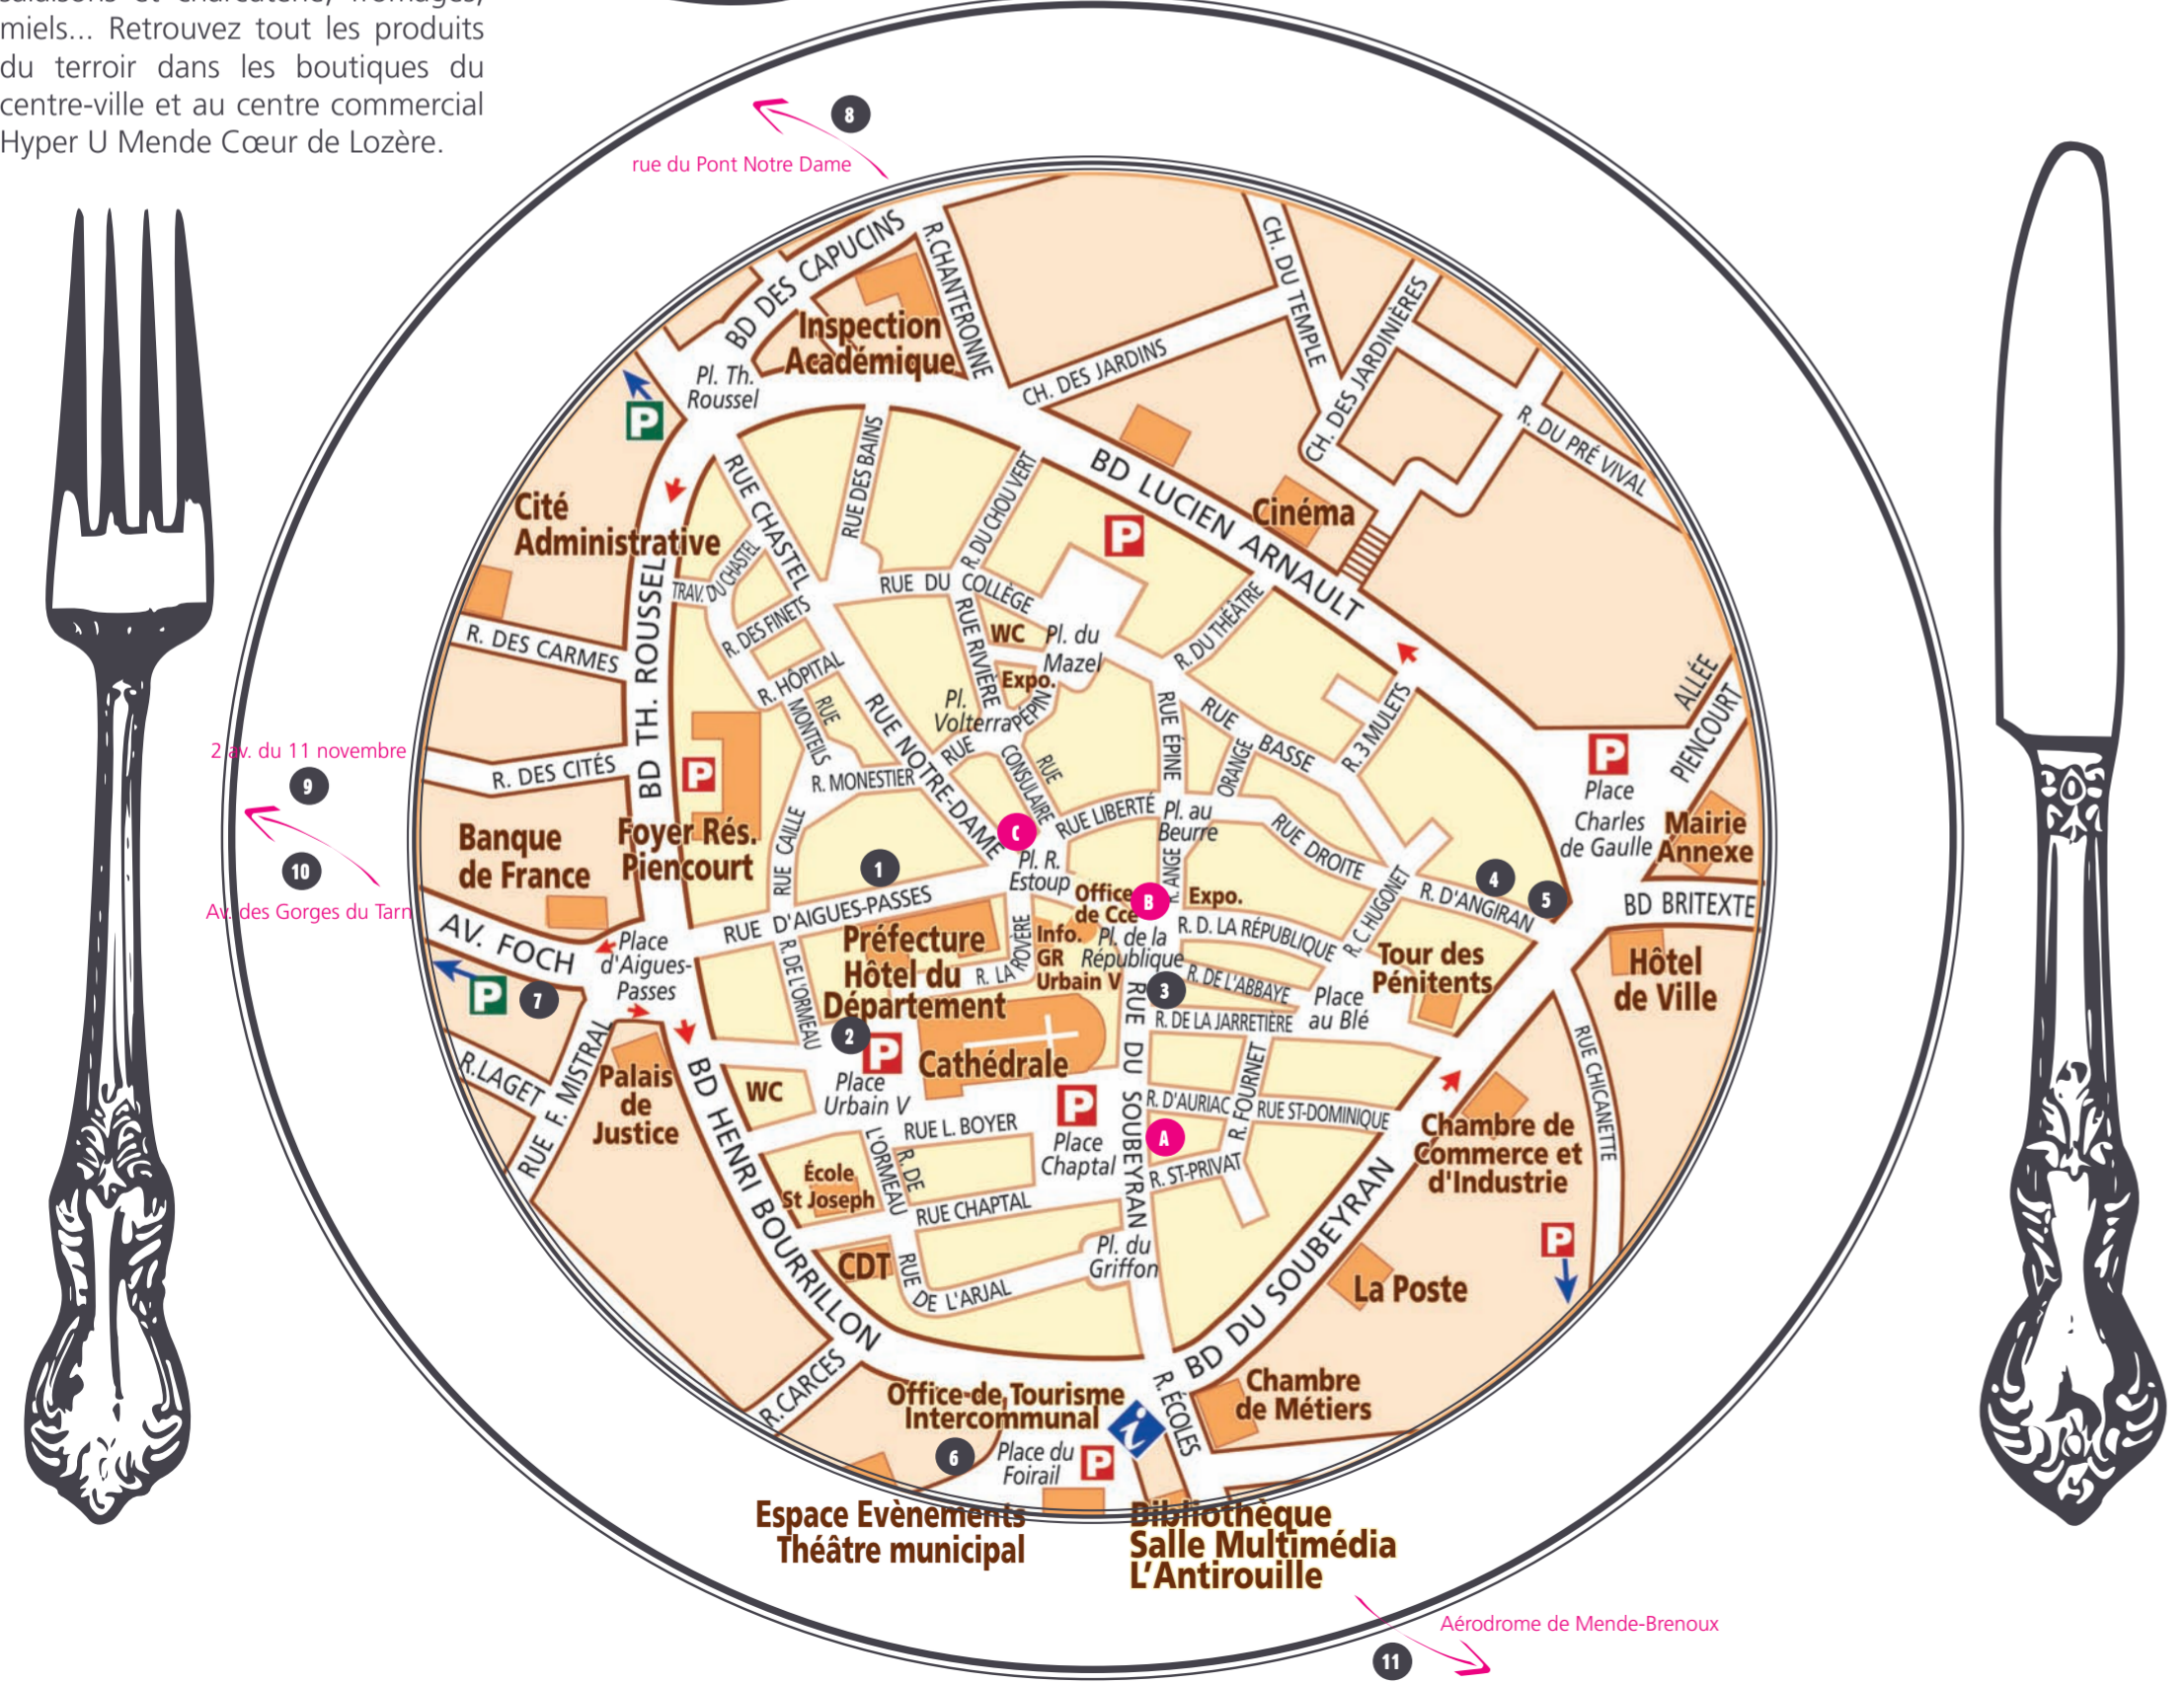 miels... Retrouvez tout les produits
du terroir dans les boutiques du
centre-ville et au centre commercial
Hyper U Mende Cœur de Lozère.
8
rue du Pont Notre Dame
BD DES CAPUCINS
R.CHANTERONNE
CH. DU TEMPLE
CH. DES JARDINIÈRES
Inspection
Académique
CH. DES JARDINS
Pl. Th.
Roussel
P
R. DU PRÉ VIVAL
BD LUCIEN ARNAULT
RUE DES BAINS
R. DU CHOU VERT
RUE CHASTEL
Cité
Administrative
Cinéma
P
TRAV. DU CHASTEL
RUE DU COLLÈGE
R. DES FINETS
R. DU THÉÂTRE
BD TH. ROUSSEL
R. DES CARMES
RUE RIVIÈRE
WC
Pl. du
Mazel
Expo.
R. HÔPITAL
RUE
MONTEILS
Pl.
Volterra
RUE
PÉPIN
RUE NOTRE-DAME
RUE
CONSULAIRE
RUE ÉPINE
RUE BASSE
ORANGE
R. 3 MULETS
ALLÉE
PIENCOURT
P
Place
Charles
de Gaulle
2 av. du 11 novembre
9
R. DES CITÉS
P
R. MONESTIER
RUE CAILLE
Foyer Rés.
Piencourt
Banque
de France
10
Av. des Gorges du Tarn
C
RUE LIBERTÉ
Pl. au
Beurre
RUE DROITE
Mairie
Annexe
1
Pl. R.
Estoup
R. ANGE
Office
de Cce
B
Expo.
R.C.HUGONET
4
R. D'ANGIRAN
5
BD BRITEXTE
AV. FOCH
RUE D'AIGUES-PASSES
Place
d'Aigues-
Passes
R. DE L'ORMEAU
Préfecture
Hôtel du
Département
R. LA ROVÈRE
Info.
GR
Urbain V
Pl. de la
République
R. D. LA RÉPUBLIQUE
R. DE L'ABBAYE
3
Place
au Blé
R. DE LA JARRETIÈRE
Tour des
Pénitents
Hôtel
de Ville
P
7
2
P
Cathédrale
R.LAGET
RUE F. MISTRAL
Palais
de
Justice
WC
Place
Urbain V
RUE L. BOYER
P
Place
Chaptal
RUE DU SOUBEYRAN
R. D'AURIAC
R. FOURNET
RUE ST-DOMINIQUE
A
R. ST-PRIVAT
RUE CHICANETTE
Chambre de
Commerce et
d'Industrie
P
BD HENRI BOURRILLON
École
St Joseph
R. DE
L'ORMEAU
RUE CHAPTAL
CDT
RUE
DE L'ARJAL
Pl. du
Griffon
BD DU SOUBEYRAN
La Poste
R.CARCES
Office de Tourisme
Intercommunal
i
R. ÉCOLES
Chambre
de Métiers
6
Place du
Foirail
P
Espace Evènements
Théâtre municipal
Bibliothèque
Salle Multimédia
L'Antirouille
Aérodrome de Mende-Brenoux
11